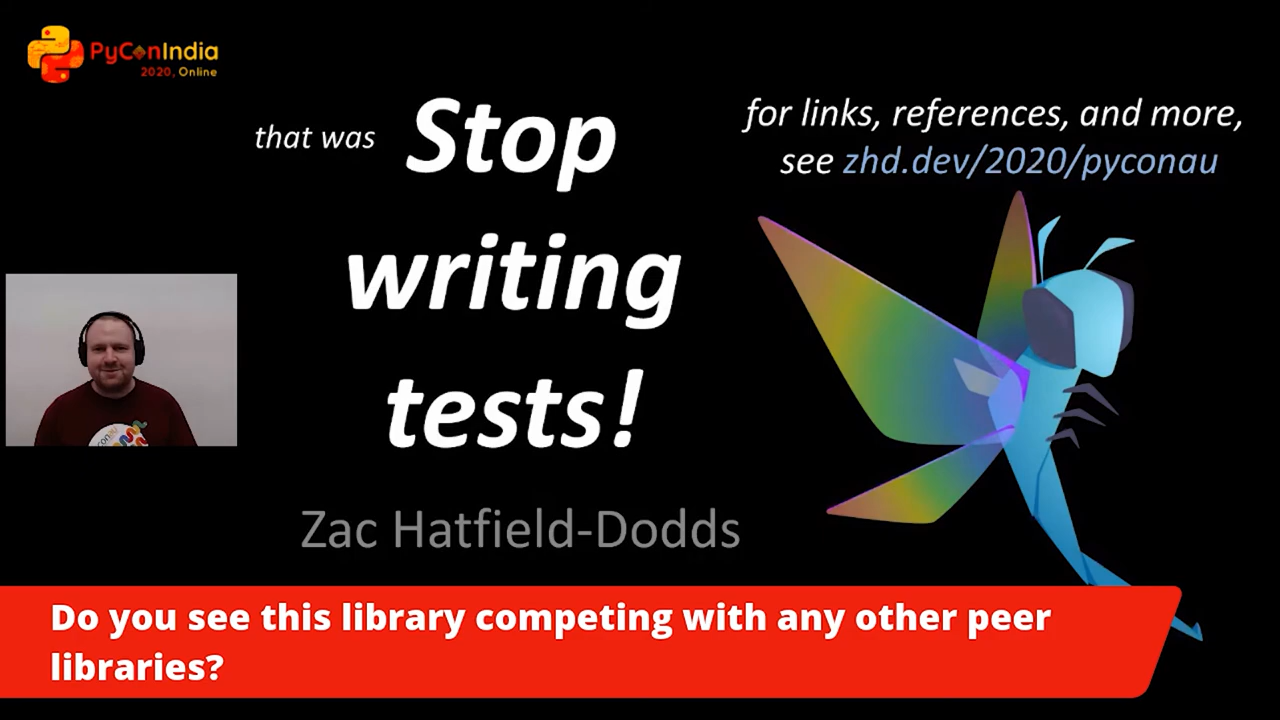 PyConIndia
2020, Online
that was
Stop
writing
tests!
for links, references, and more,
see zhd.dev/2020/pyconau
Zac Hatfield-Dodds
Do you see this library competing with any other peer
libraries?